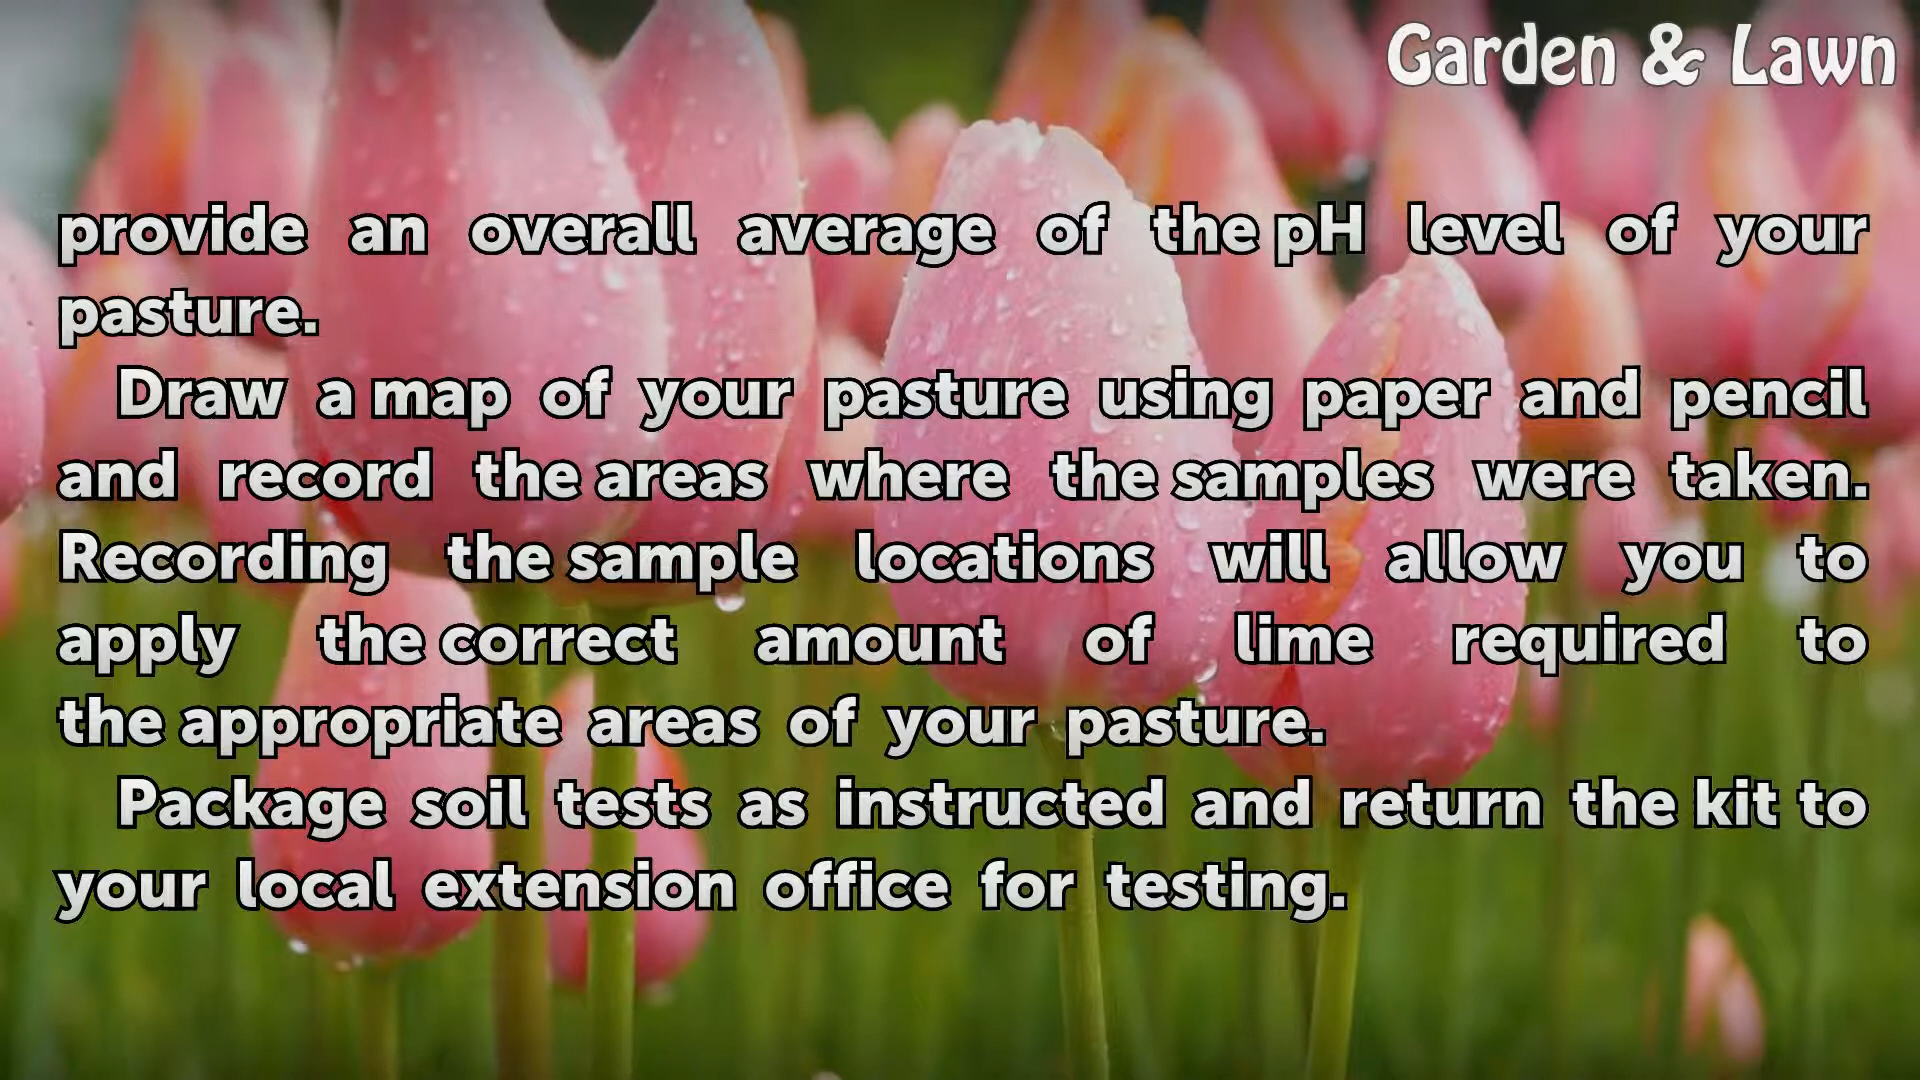 Garden & Lawn
provide an overall average of the pH level of your
pasture.
Draw a map of your pasture using paper and pencil
and record the areas where the samples were taken.
Recording the sample locations will allow you to
apply the correct amount of lime required to
the appropriate areas of your pasture.
Package soil tests as instructed and return the kit to
your local extension office for testing.